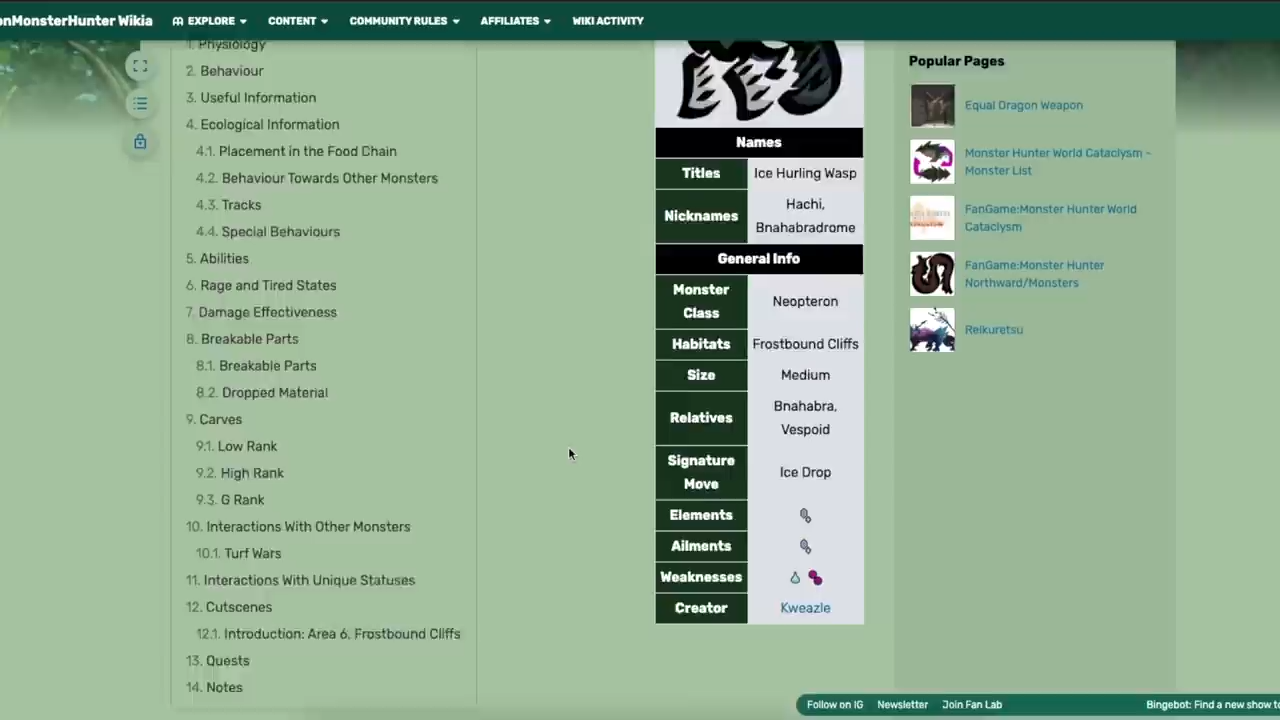 onMonsterHunter Wikia
EXPLORE
CONTENT
COMMUNITY RULES
AFFILIATES
WIKI ACTIVITY
1. Physiology
2. Behaviour
3. Useful Information
4. Ecological Information
4.1. Placement in the Food Chain
4.2. Behaviour Towards Other Monsters
4.3. Tracks
4.4. Special Behaviours
5. Abilities
6. Rage and Tired States
7. Damage Effectiveness
8. Breakable Parts
8.1. Breakable Parts
8.2. Dropped Material
9. Carves
9.1. Low Rank
9.2. High Rank
9.3. G Rank
10. Interactions With Other Monsters
10.1. Turf Wars
11. Interactions With Unique Statuses
12. Cutscenes
12.1. Introduction: Area 6, Frostbound Cliffs
13. Quests
14. Notes
Names
Titles
Ice Hurling Wasp
Nicknames
Hachi,
Bnahabradrome
General Info
Monster
Class
Neopteron
Habitats
Frostbound Cliffs
Size
Medium
Relatives
Bnahabra,
Vespoid
Signature
Move
Ice Drop
Elements
Ailments
Weaknesses
Creator
Kweazle
Popular Pages
Equal Dragon Weapon
Monster Hunter World Cataclysm -
Monster List
FanGame:Monster Hunter World
Cataclysm
FanGame:Monster Hunter
Northward/Monsters
Reikuretsu
Follow on IG
Newsletter
Join Fan Lab
Bingebot: Find a new show to